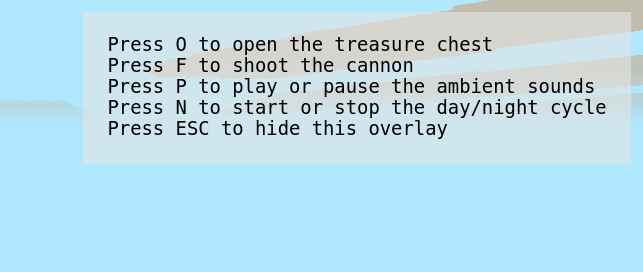 Press O to open the treasure chest
Press F to shoot the cannon
Press P to play or pause the ambient sounds
Press N to start or stop the day/night cycle
Press ESC to hide this overlay